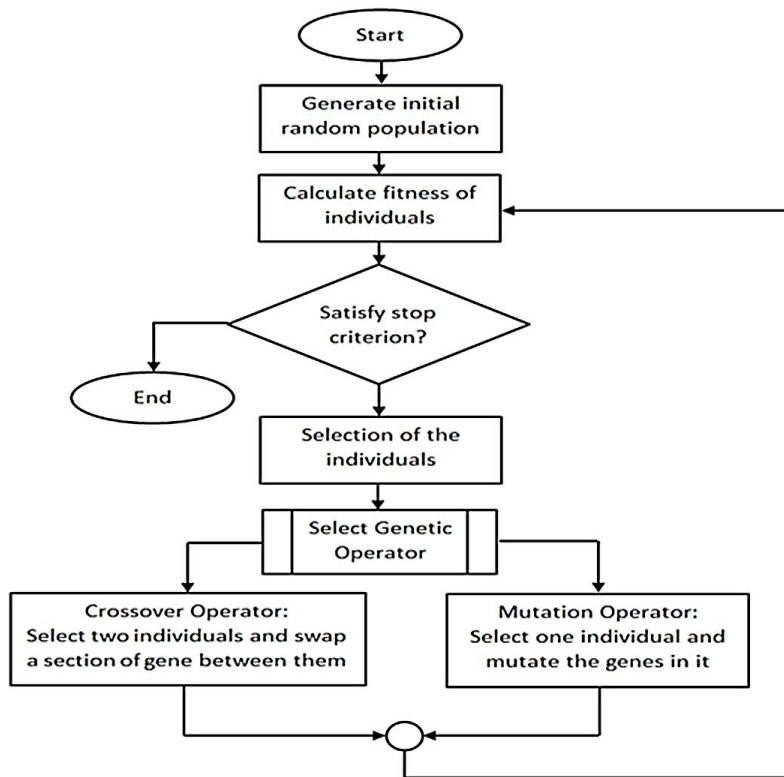 Start
Generate initial
random population
Calculate fitness of
individuals
Satisfy stop
criterion?
End
Selection of the
individuals
Select Genetic
Operator
Crossover Operator:
Select two individuals and swap
a section of gene between them
Mutation Operator:
Select one individual and
mutate the genes in it